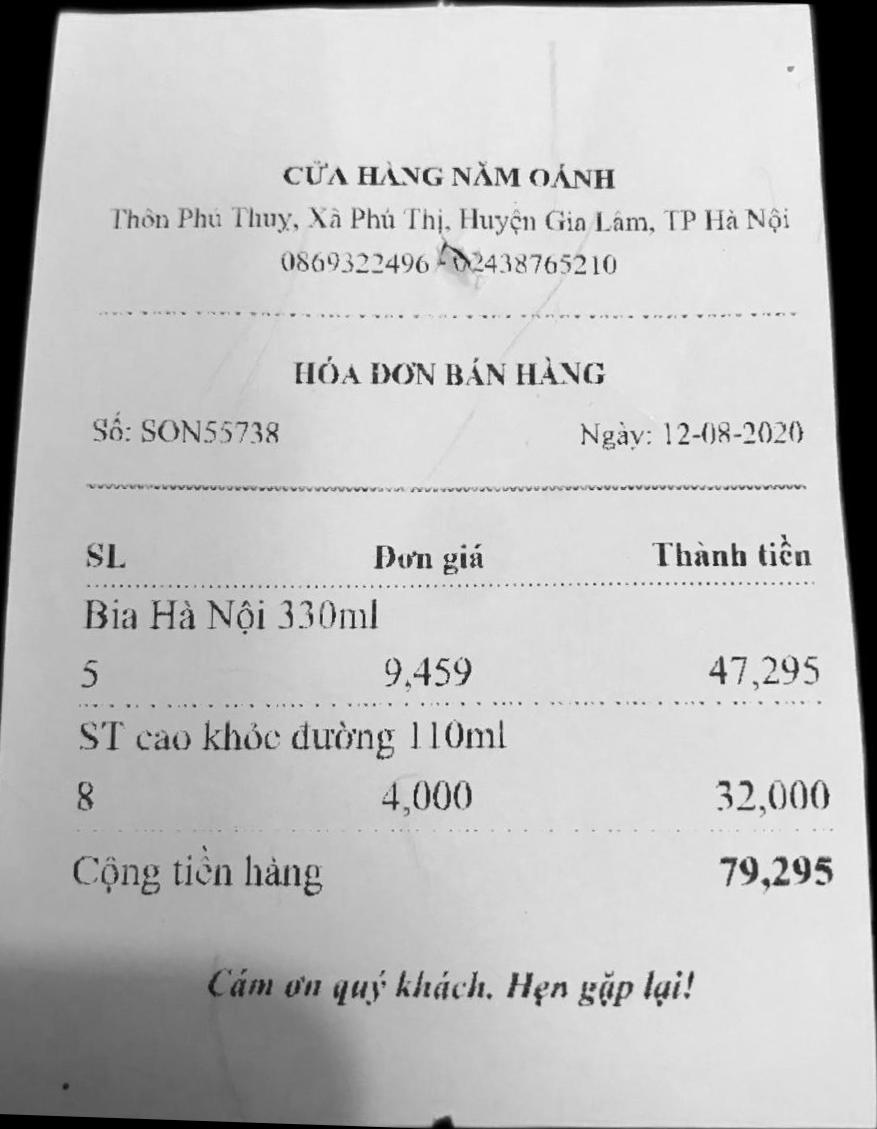 CỬA HÀNG NĂM OÁNH
Thôn Phú Thuỵ, Xã Phú Thị, Huyện Gia Lâm, TP Hà Nội
0869322496 - 02438765210
HÓA ĐƠN BÁN HÀNG
Số: SON55738 Ngày: 12-08-2020
SL Đơn giá Thành tiền
Bia Hà Nội 330ml
5 9,459 47,295
ST cao khỏe đường 110ml
8 4,000 32,000
Cộng tiền hàng 79,295
Cám ơn quý khách. Hẹn gặp lại!